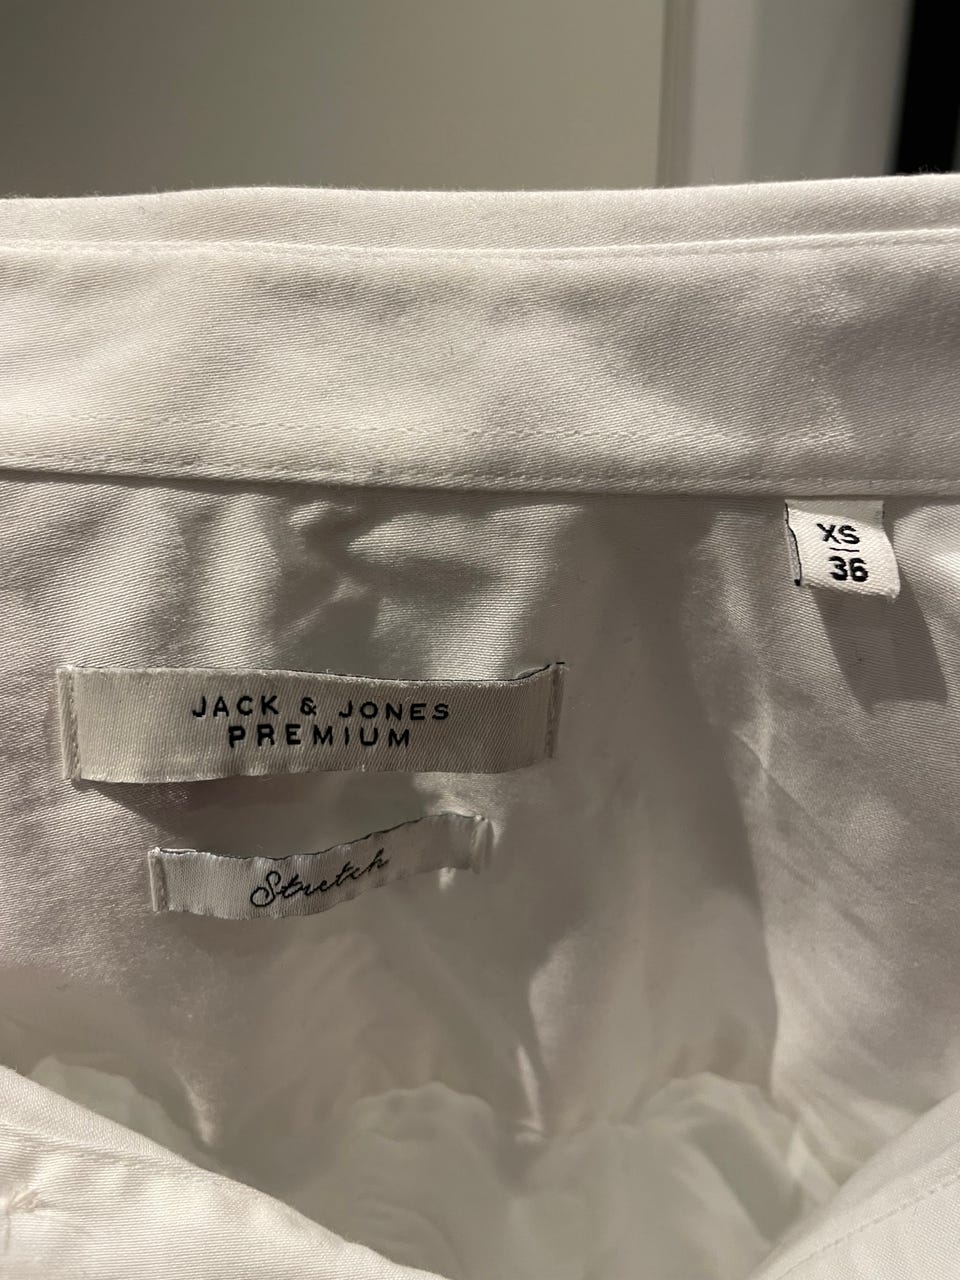 XS
36
JACK & JONES
PREMIUM
Stretch